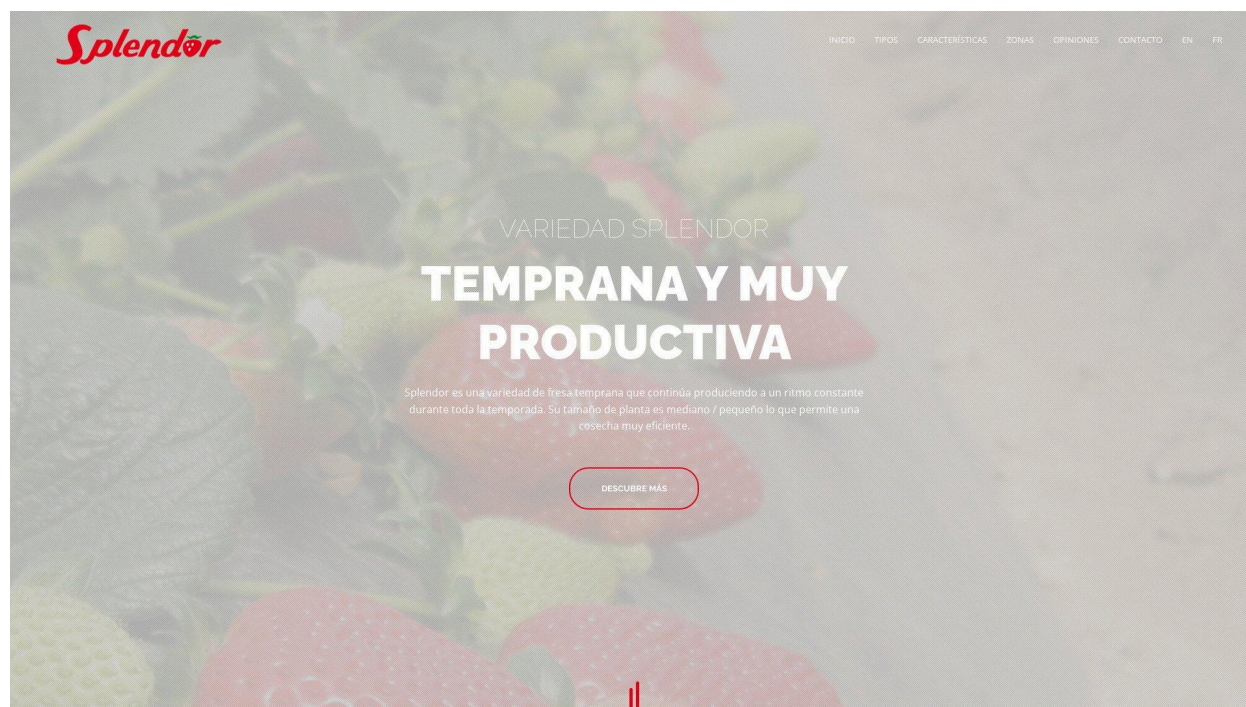 Splendor
INICIO TIPOS CARACTERÍSTICAS ZONAS OPINIONES CONTACTO EN FR
VARIEDAD SPLENDOR
TEMPRANA Y MUY
PRODUCTIVA
Splendor es una variedad de fresa temprana que continúa produciendo a un ritmo constante
durante toda la temporada. Su tamaño de planta es mediano / pequeño lo que permite una
cosecha muy eficiente.
DESCUBRE MÁS